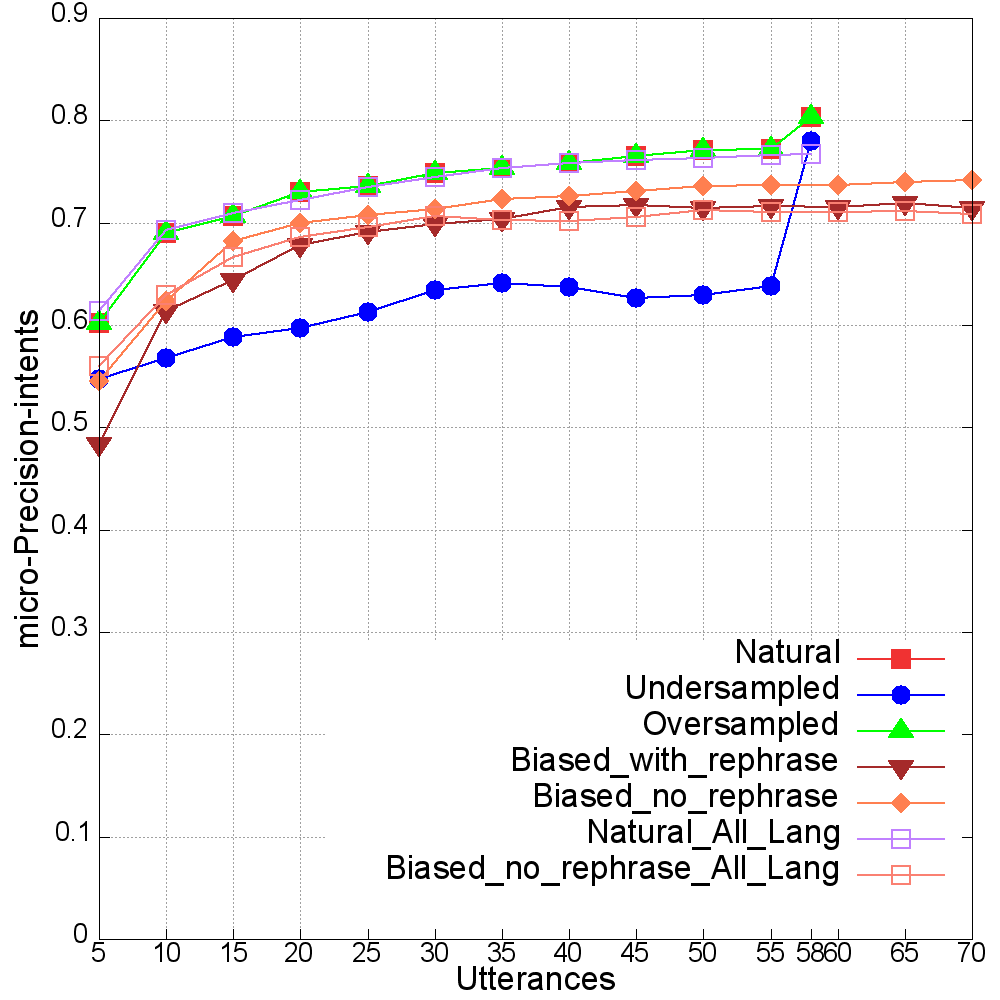 0.9
0.8
0.7
0.6
0.5
0.4
0.3
0.2
0.1
0
micro-Precision-intents
Natural
Undersampled
Oversampled
Biased_with_rephrase
Biased_no_rephrase
Natural_All_Lang
Biased_no_rephrase_All_Lang
5 10 15 20 25 30 35 40 45 50 55 58 60 65 70
Utterances